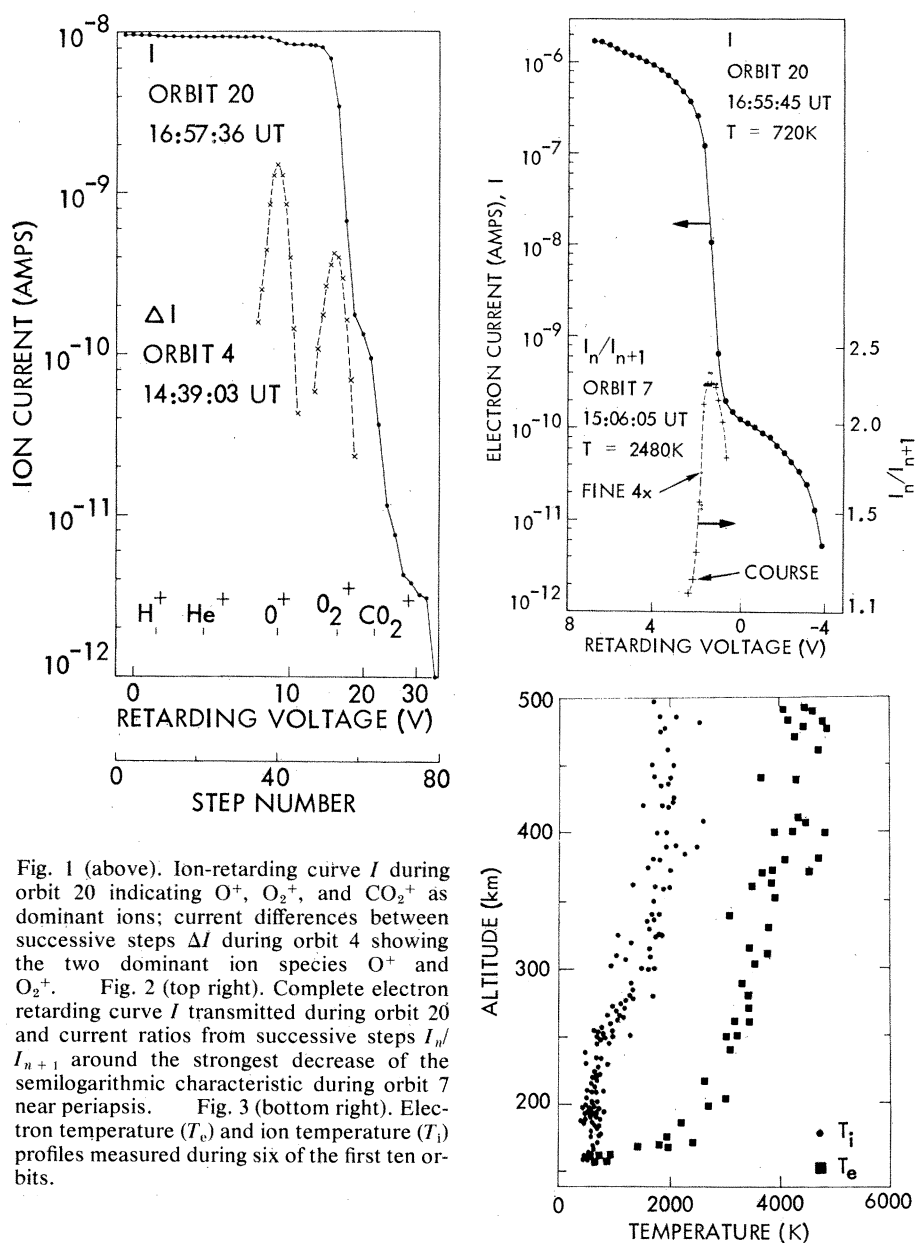 10⁻⁸
10⁻⁹
10⁻¹⁰
10⁻¹¹
10⁻¹²
ION CURRENT (AMPS)
I
ORBIT 20
16:57:36 UT
ΔI
ORBIT 4
14:39:03 UT
H⁺ He⁺ O⁺ O₂⁺ CO₂⁺
0 10 20 30
RETARDING VOLTAGE (V)
0 40 80
STEP NUMBER
10⁻⁶
10⁻⁷
10⁻⁸
10⁻⁹
10⁻¹⁰
10⁻¹¹
10⁻¹²
ELECTRON CURRENT (AMPS), I
I
ORBIT 20
16:55:45 UT
T = 720K
Iₙ/Iₙ₊₁
ORBIT 7
15:06:05 UT
T = 2480K
FINE 4x
COURSE
2.5
2.0
1.5
1.1
Iₙ/Iₙ₊₁
8 4 0 -4
RETARDING VOLTAGE (V)
Fig. 1 (above). Ion-retarding curve I during
orbit 20 indicating O⁺, O₂⁺, and CO₂⁺ as
dominant ions; current differences between
successive steps ΔI during orbit 4 showing
the two dominant ion species O⁺ and
O₂⁺. Fig. 2 (top right). Complete electron
retarding curve I transmitted during orbit 20
and current ratios from successive steps Iₙ/
Iₙ₊₁ around the strongest decrease of the
semilogarithmic characteristic during orbit 7
near periapsis. Fig. 3 (bottom right). Elec-
tron temperature (Tₑ) and ion temperature (Tᵢ)
profiles measured during six of the first ten or-
bits.
500
400
300
200
ALTITUDE (km)
Tᵢ
Tₑ
0 2000 4000 6000
TEMPERATURE (K)